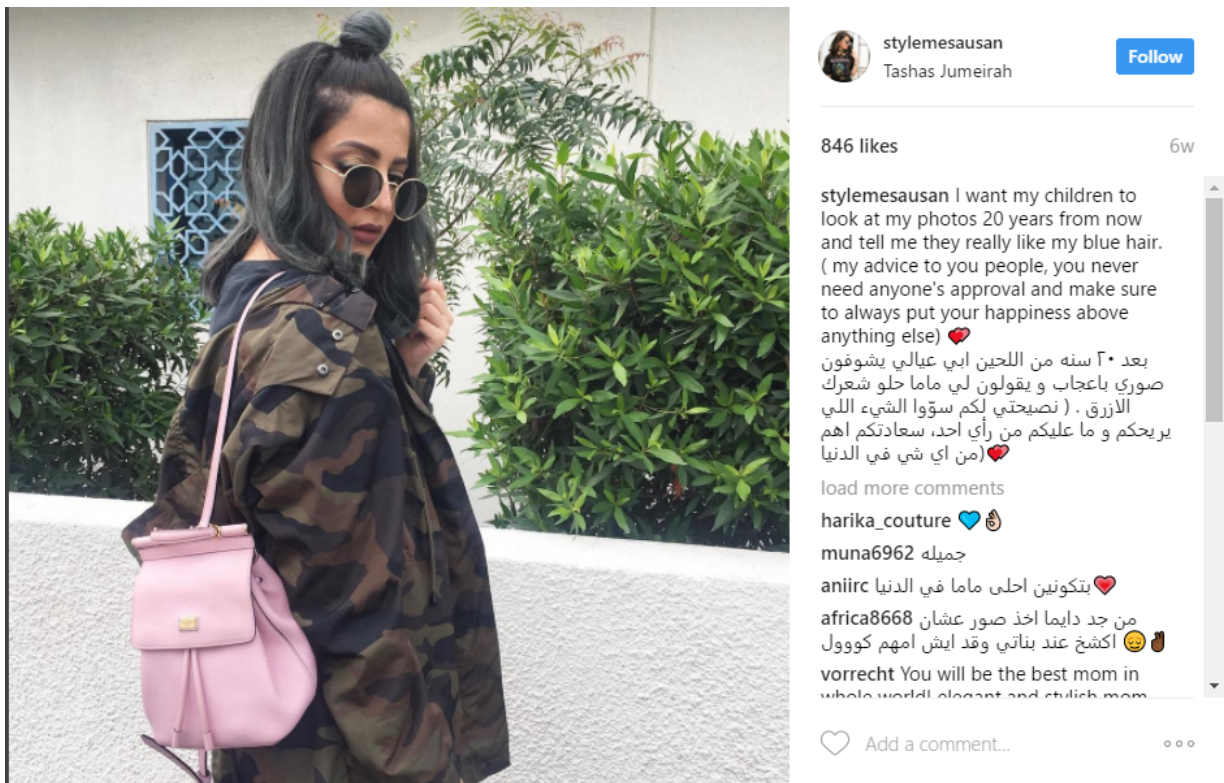 stylemesausan
Tashas Jumeirah
Follow
846 likes
6w
stylemesausan I want my children to
look at my photos 20 years from now
and tell me they really like my blue hair.
( my advice to you people, you never
need anyone's approval and make sure
to always put your happiness above
anything else) 💕
بعد ٢٠ سنه من اللحين ابي عيالي يشوفون
صوري باعجاب و يقولون لي ماما حلو شعرك
الازرق . ( نصيحتي لكم سوّوا الشيء اللي
يريحكم و ما عليكم من رأي احد، سعادتكم اهم
من اي شي في الدنيا)💕
load more comments
harika_couture 💙👌🏼
muna6962 جميله
aniirc بتكونين احلى ماما في الدنيا❤️
africa8668 من جد دايما اخذ صور عشان
اكشخ عند بناتي وقد ايش امهم كووول 😌✌🏿
vorrecht You will be the best mom in
whole world! elegant and stylish mom
Add a comment...